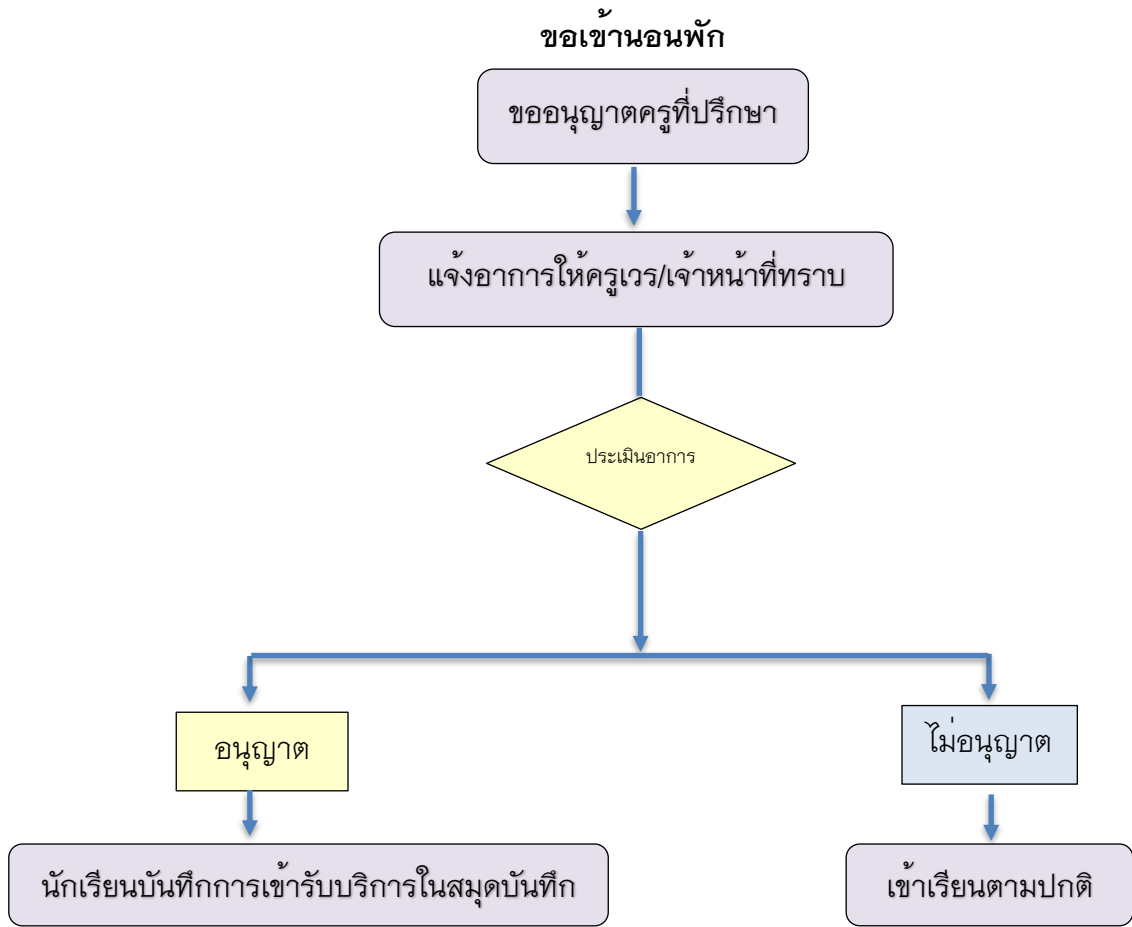 ขอเข้านอนพัก
ขออนุญาตครูที่ปรึกษา
แจ้งอาการให้ครูเวร/เจ้าหน้าที่ทราบ
ประเมินอาการ
อนุญาต
ไม่อนุญาต
นักเรียนบันทึกการเข้ารับบริการในสมุดบันทึก
เข้าเรียนตามปกติ